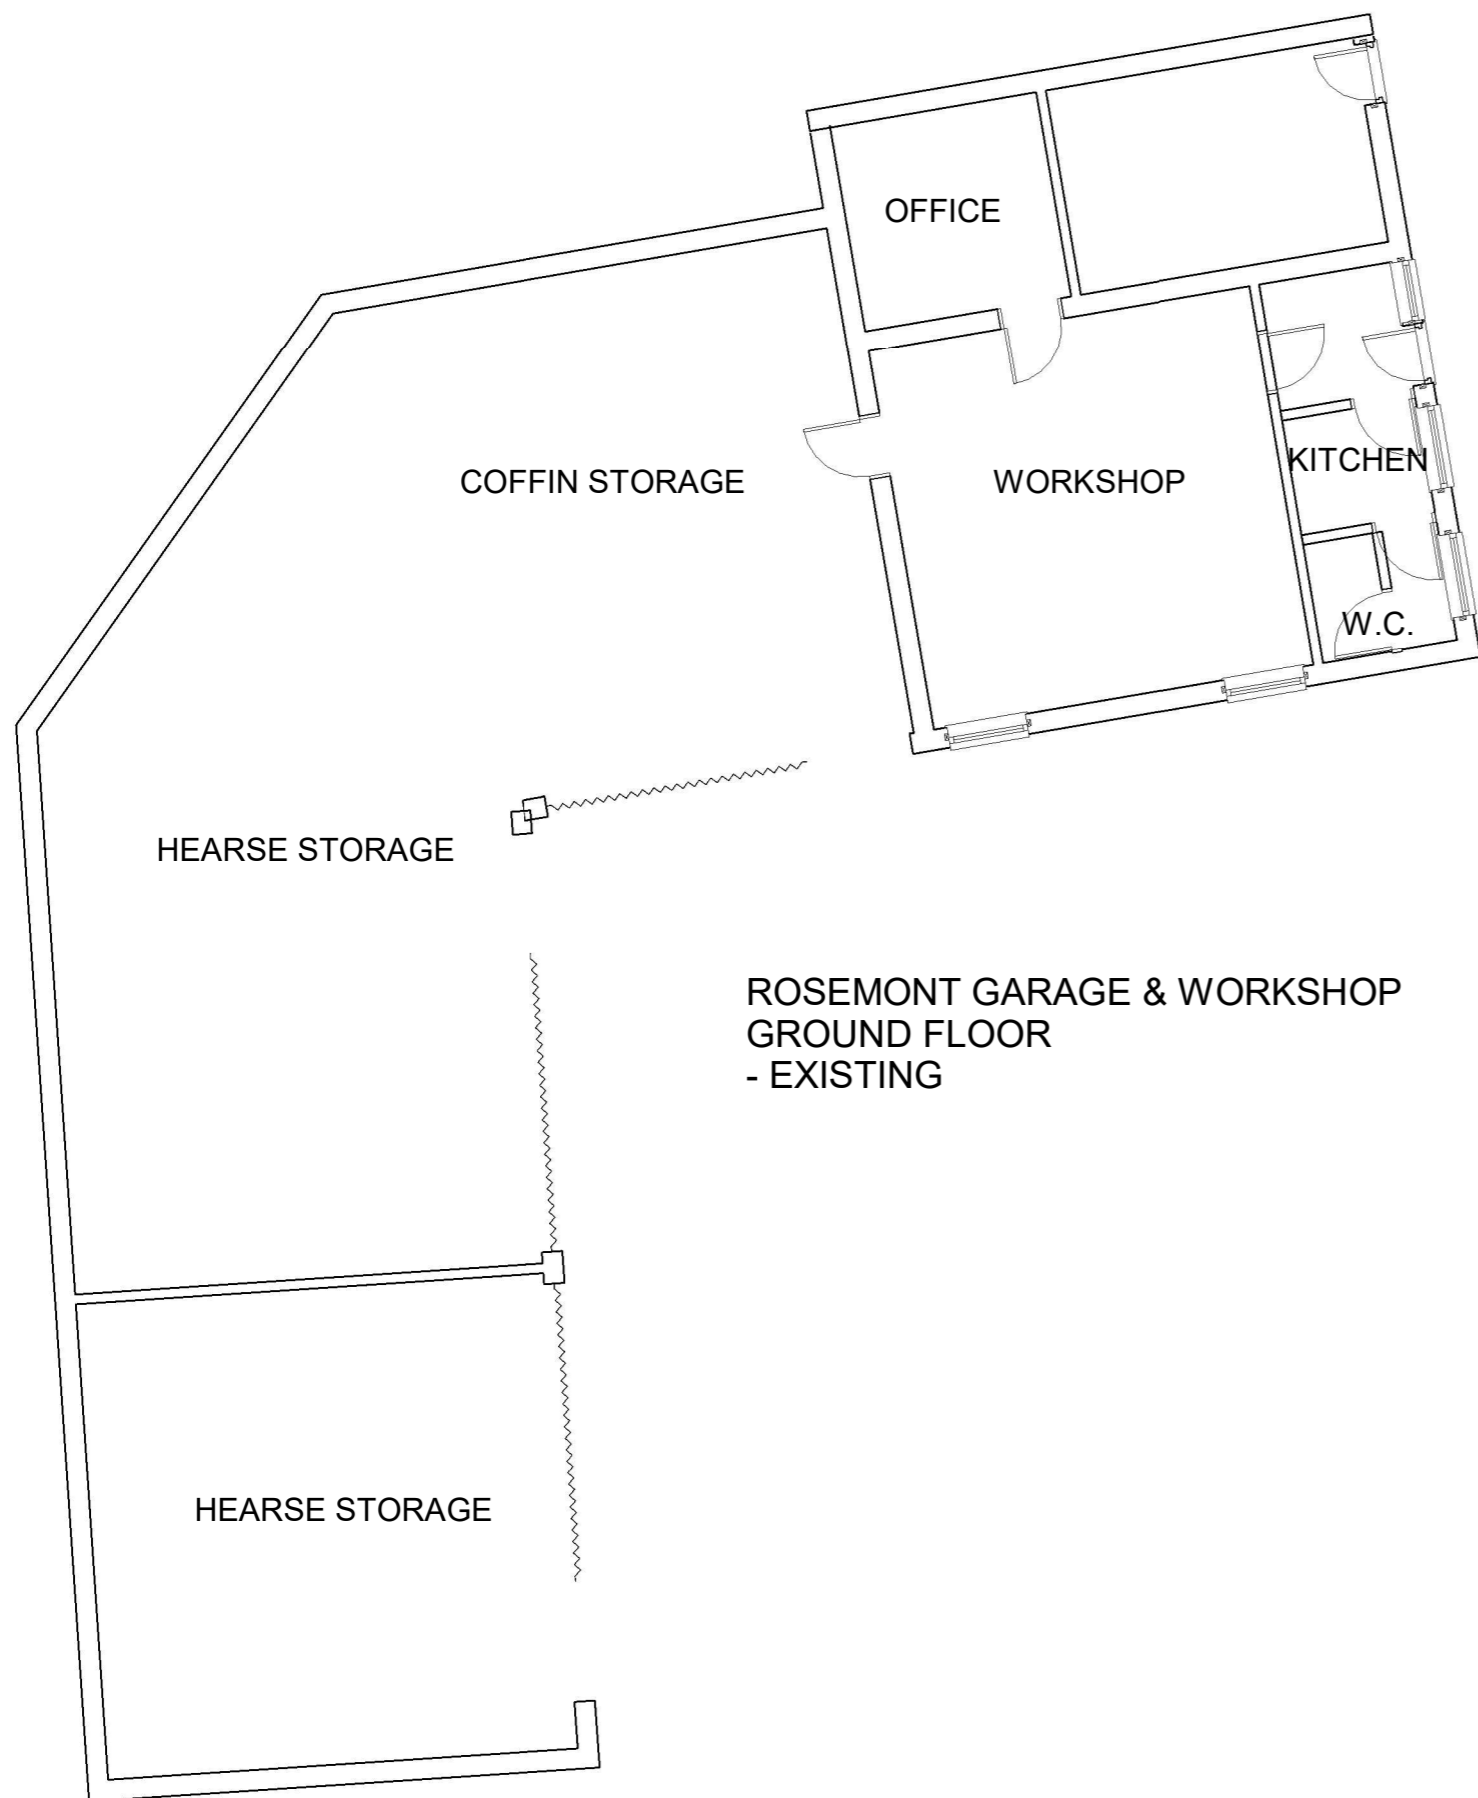 OFFICE
COFFIN STORAGE
WORKSHOP
KITCHEN
W.C.
HEARSE STORAGE
ROSEMONT GARAGE & WORKSHOP
GROUND FLOOR
- EXISTING
HEARSE STORAGE